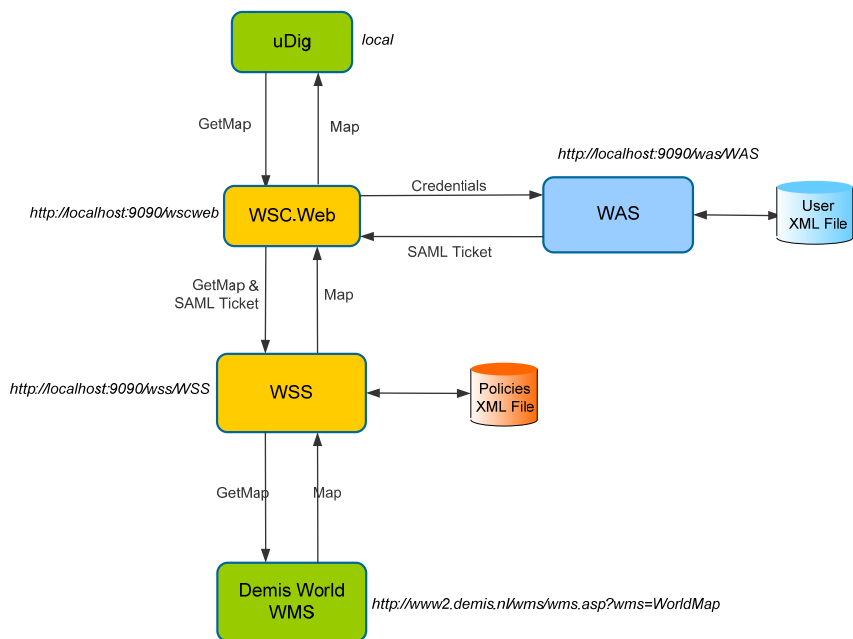 uDig
local
GetMap
Map
http://localhost:9090/was/WAS
Credentials
http://localhost:9090/wscweb
WSC.Web
WAS
User
XML File
SAML Ticket
GetMap &
SAML Ticket
Map
http://localhost:9090/wss/WSS
WSS
Policies
XML File
GetMap
Map
Demis World
WMS
http://www2.demis.nl/wms/wms.asp?wms=WorldMap